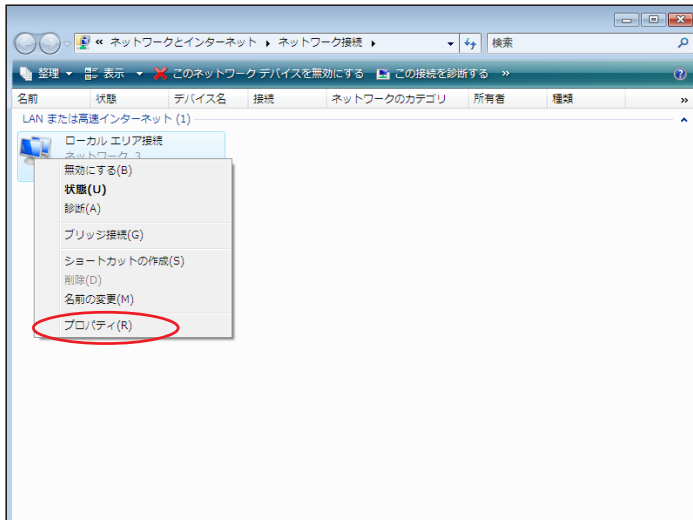 « ネットワークとインターネット ▸ ネットワーク接続 ▸ 検索
整理 ▼ 表示 ▼ このネットワーク デバイスを無効にする この接続を診断する »
名前 状態 デバイス名 接続 ネットワークのカテゴリ 所有者 種類 »
LAN または高速インターネット (1)
ローカル エリア接続
ネットワーク 3
無効にする(B)
状態(U)
診断(A)
ブリッジ接続(G)
ショートカットの作成(S)
削除(D)
名前の変更(M)
プロパティ(R)